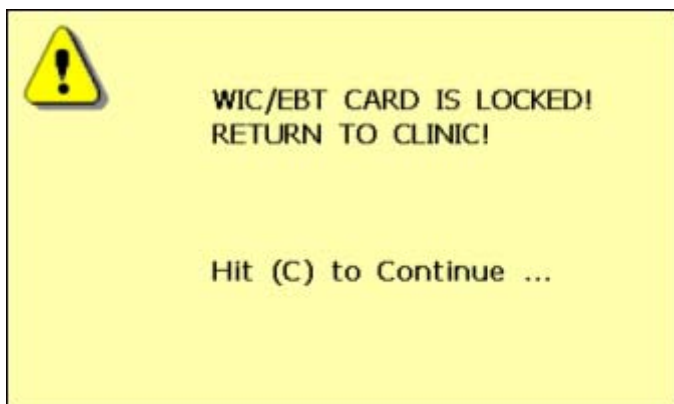 WIC/EBT CARD IS LOCKED!
RETURN TO CLINIC!
Hit (C) to Continue ...